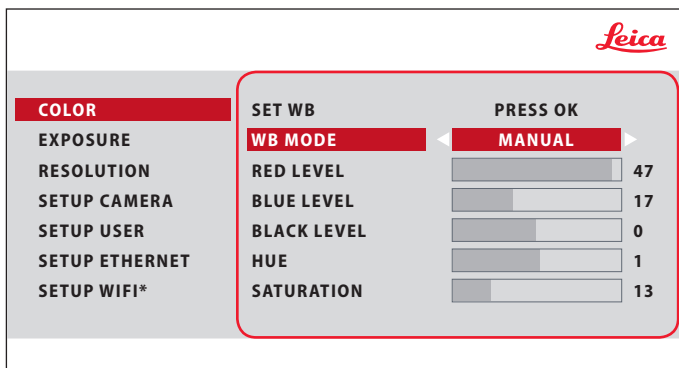 Leica
COLOR
EXPOSURE
RESOLUTION
SETUP CAMERA
SETUP USER
SETUP ETHERNET
SETUP WIFI*
SET WB PRESS OK
WB MODE MANUAL
RED LEVEL 47
BLUE LEVEL 17
BLACK LEVEL 0
HUE 1
SATURATION 13